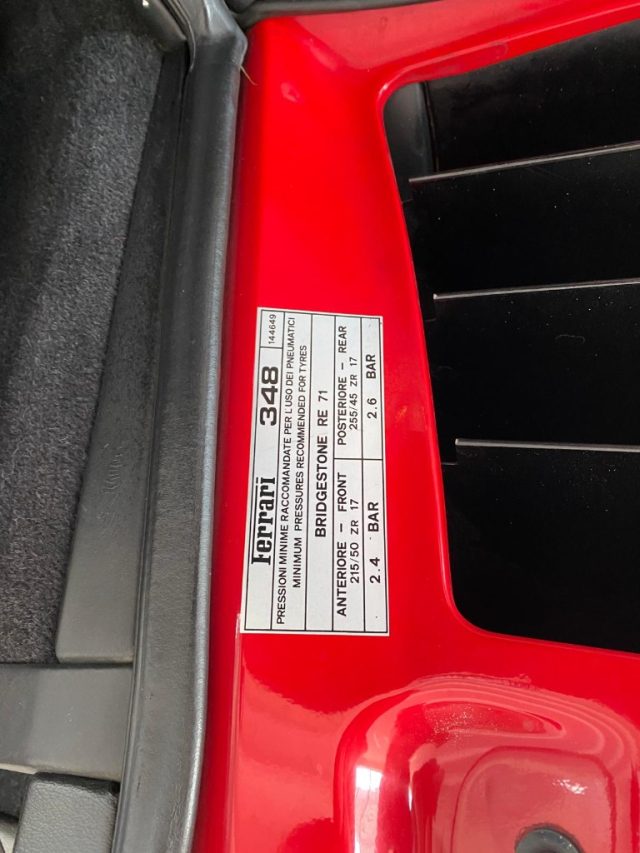 Ferrari 348 144649
PRESSIONI MINIME RACCOMANDATE PER L'USO DEI PNEUMATICI
MINIMUM PRESSURES RECOMMENDED FOR TYRES
BRIDGESTONE RE 71
ANTERIORE - FRONT POSTERIORE - REAR
215/50 ZR 17 255/45 ZR 17
2.4 BAR 2.6 BAR